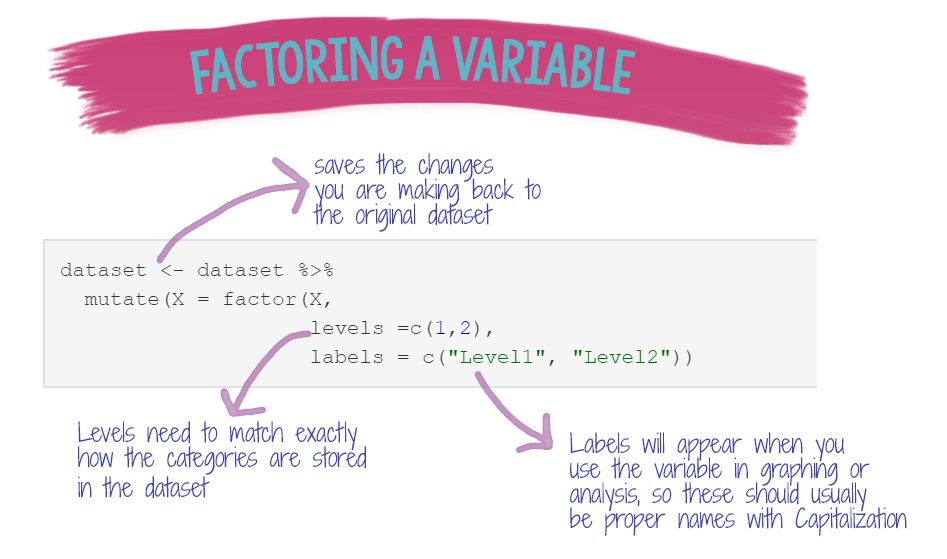 FACTORING A VARIABLE
saves the changes
you are making back to
the original dataset
dataset <- dataset %>%
mutate(X = factor(X,
levels =c(1,2),
labels = c("Level1", "Level2"))
Levels need to match exactly
how the categories are stored
in the dataset
Labels will appear when you
use the variable in graphing or
analysis, so these should usually
be proper names with Capitalization